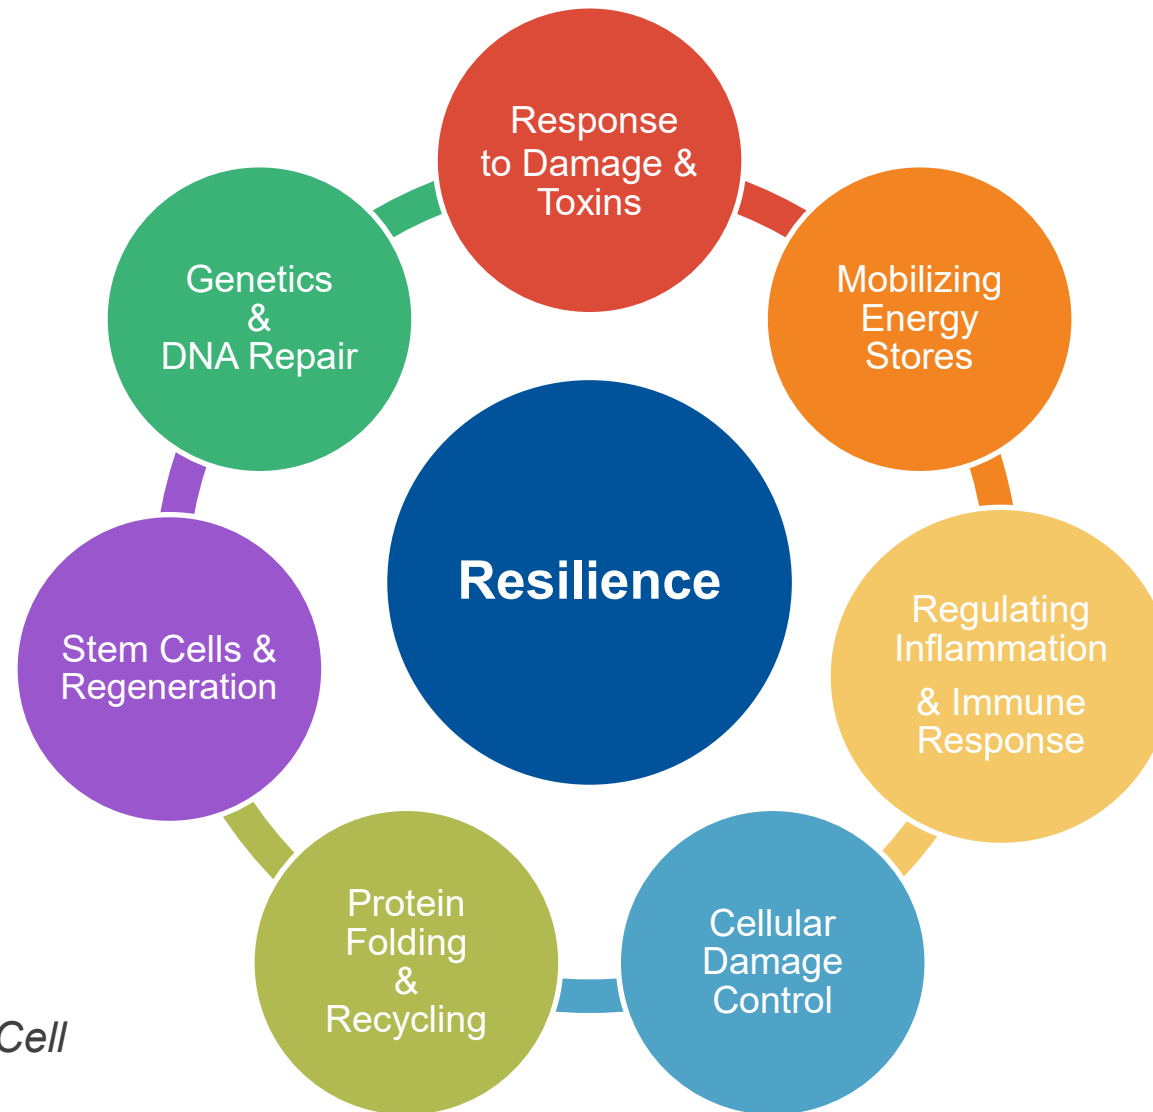 Response
to Damage &
Toxins
Mobilizing
Energy
Stores
Regulating
Inflammation
& Immune
Response
Cellular
Damage
Control
Protein
Folding
&
Recycling
Stem Cells &
Regeneration
Genetics
&
DNA Repair
Resilience
Cell